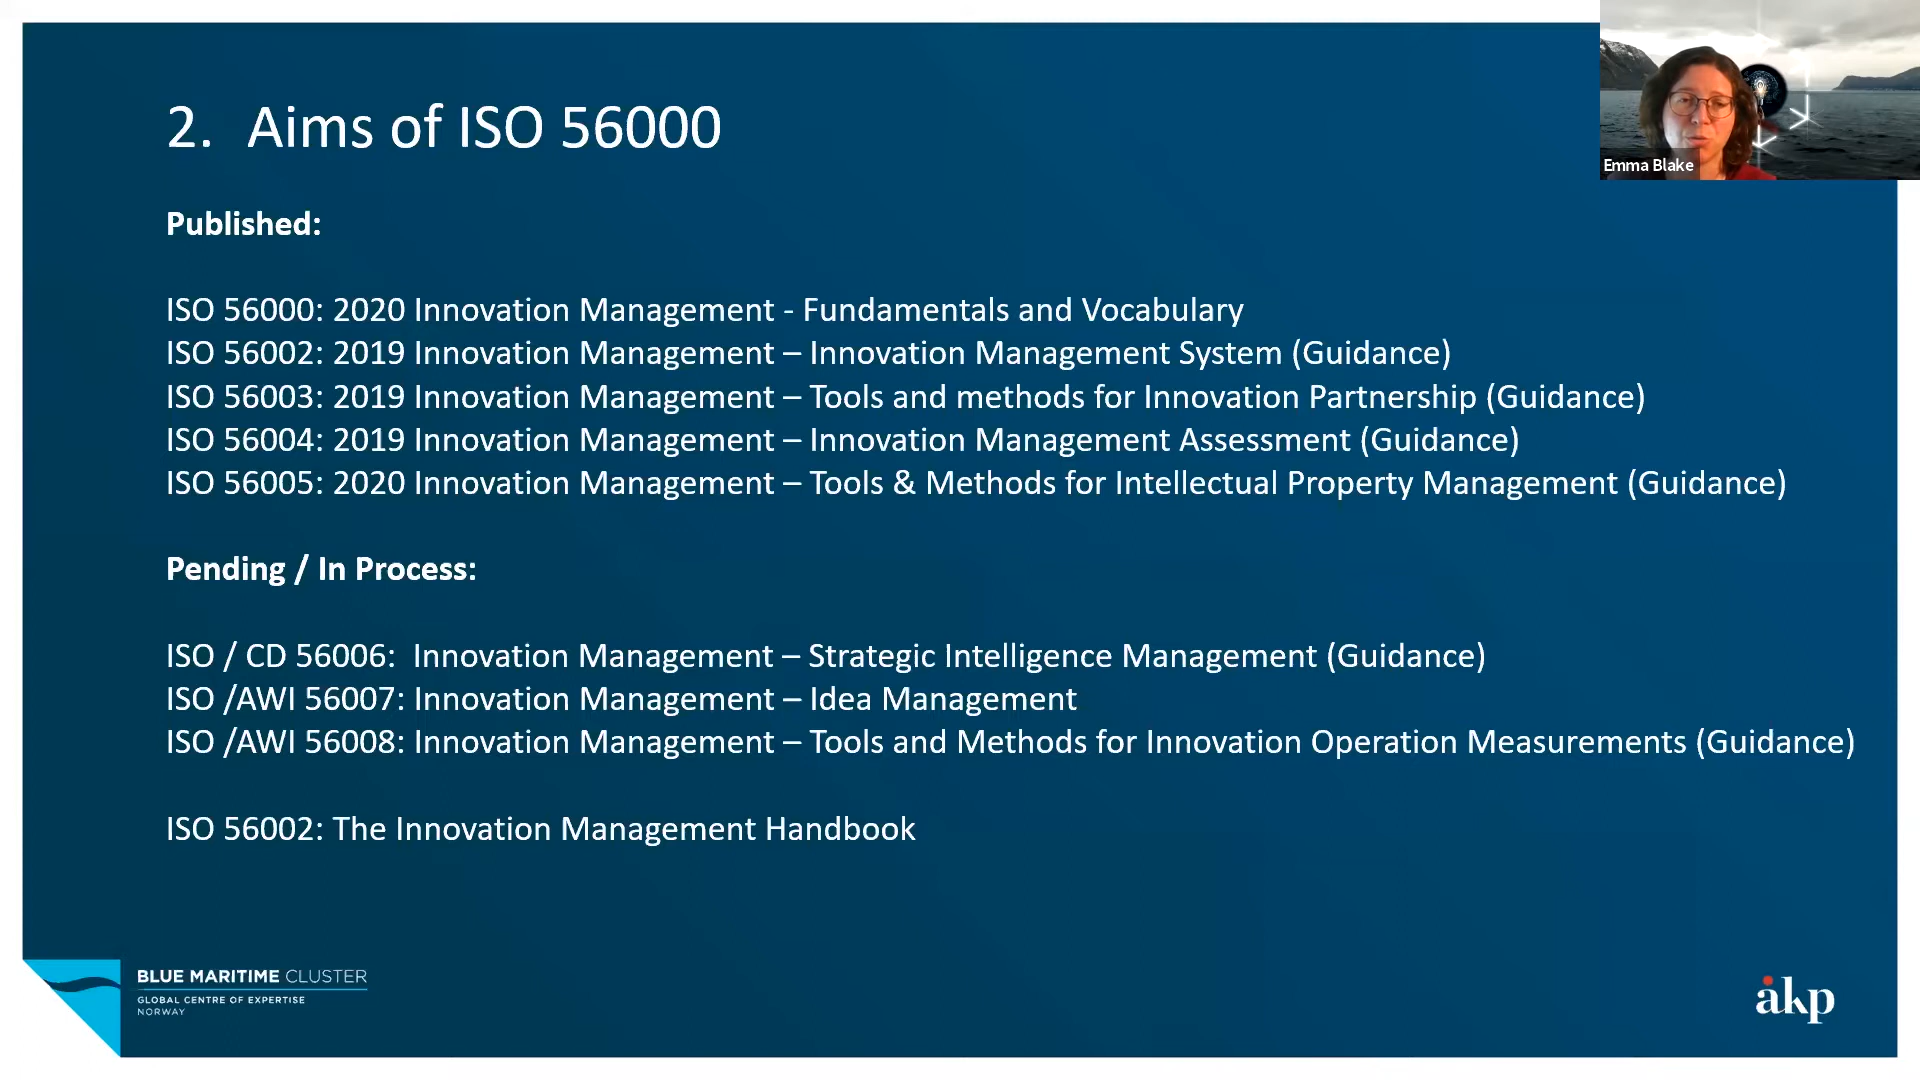 2. Aims of ISO 56000
Emma Blake
Published:
ISO 56000: 2020 Innovation Management - Fundamentals and Vocabulary
ISO 56002: 2019 Innovation Management – Innovation Management System (Guidance)
ISO 56003: 2019 Innovation Management – Tools and methods for Innovation Partnership (Guidance)
ISO 56004: 2019 Innovation Management – Innovation Management Assessment (Guidance)
ISO 56005: 2020 Innovation Management – Tools & Methods for Intellectual Property Management (Guidance)
Pending / In Process:
ISO / CD 56006:  Innovation Management – Strategic Intelligence Management (Guidance)
ISO /AWI 56007: Innovation Management – Idea Management
ISO /AWI 56008: Innovation Management – Tools and Methods for Innovation Operation Measurements (Guidance)
ISO 56002: The Innovation Management Handbook
BLUE MARITIME CLUSTER
GLOBAL CENTRE OF EXPERTISE
NORWAY
åkp